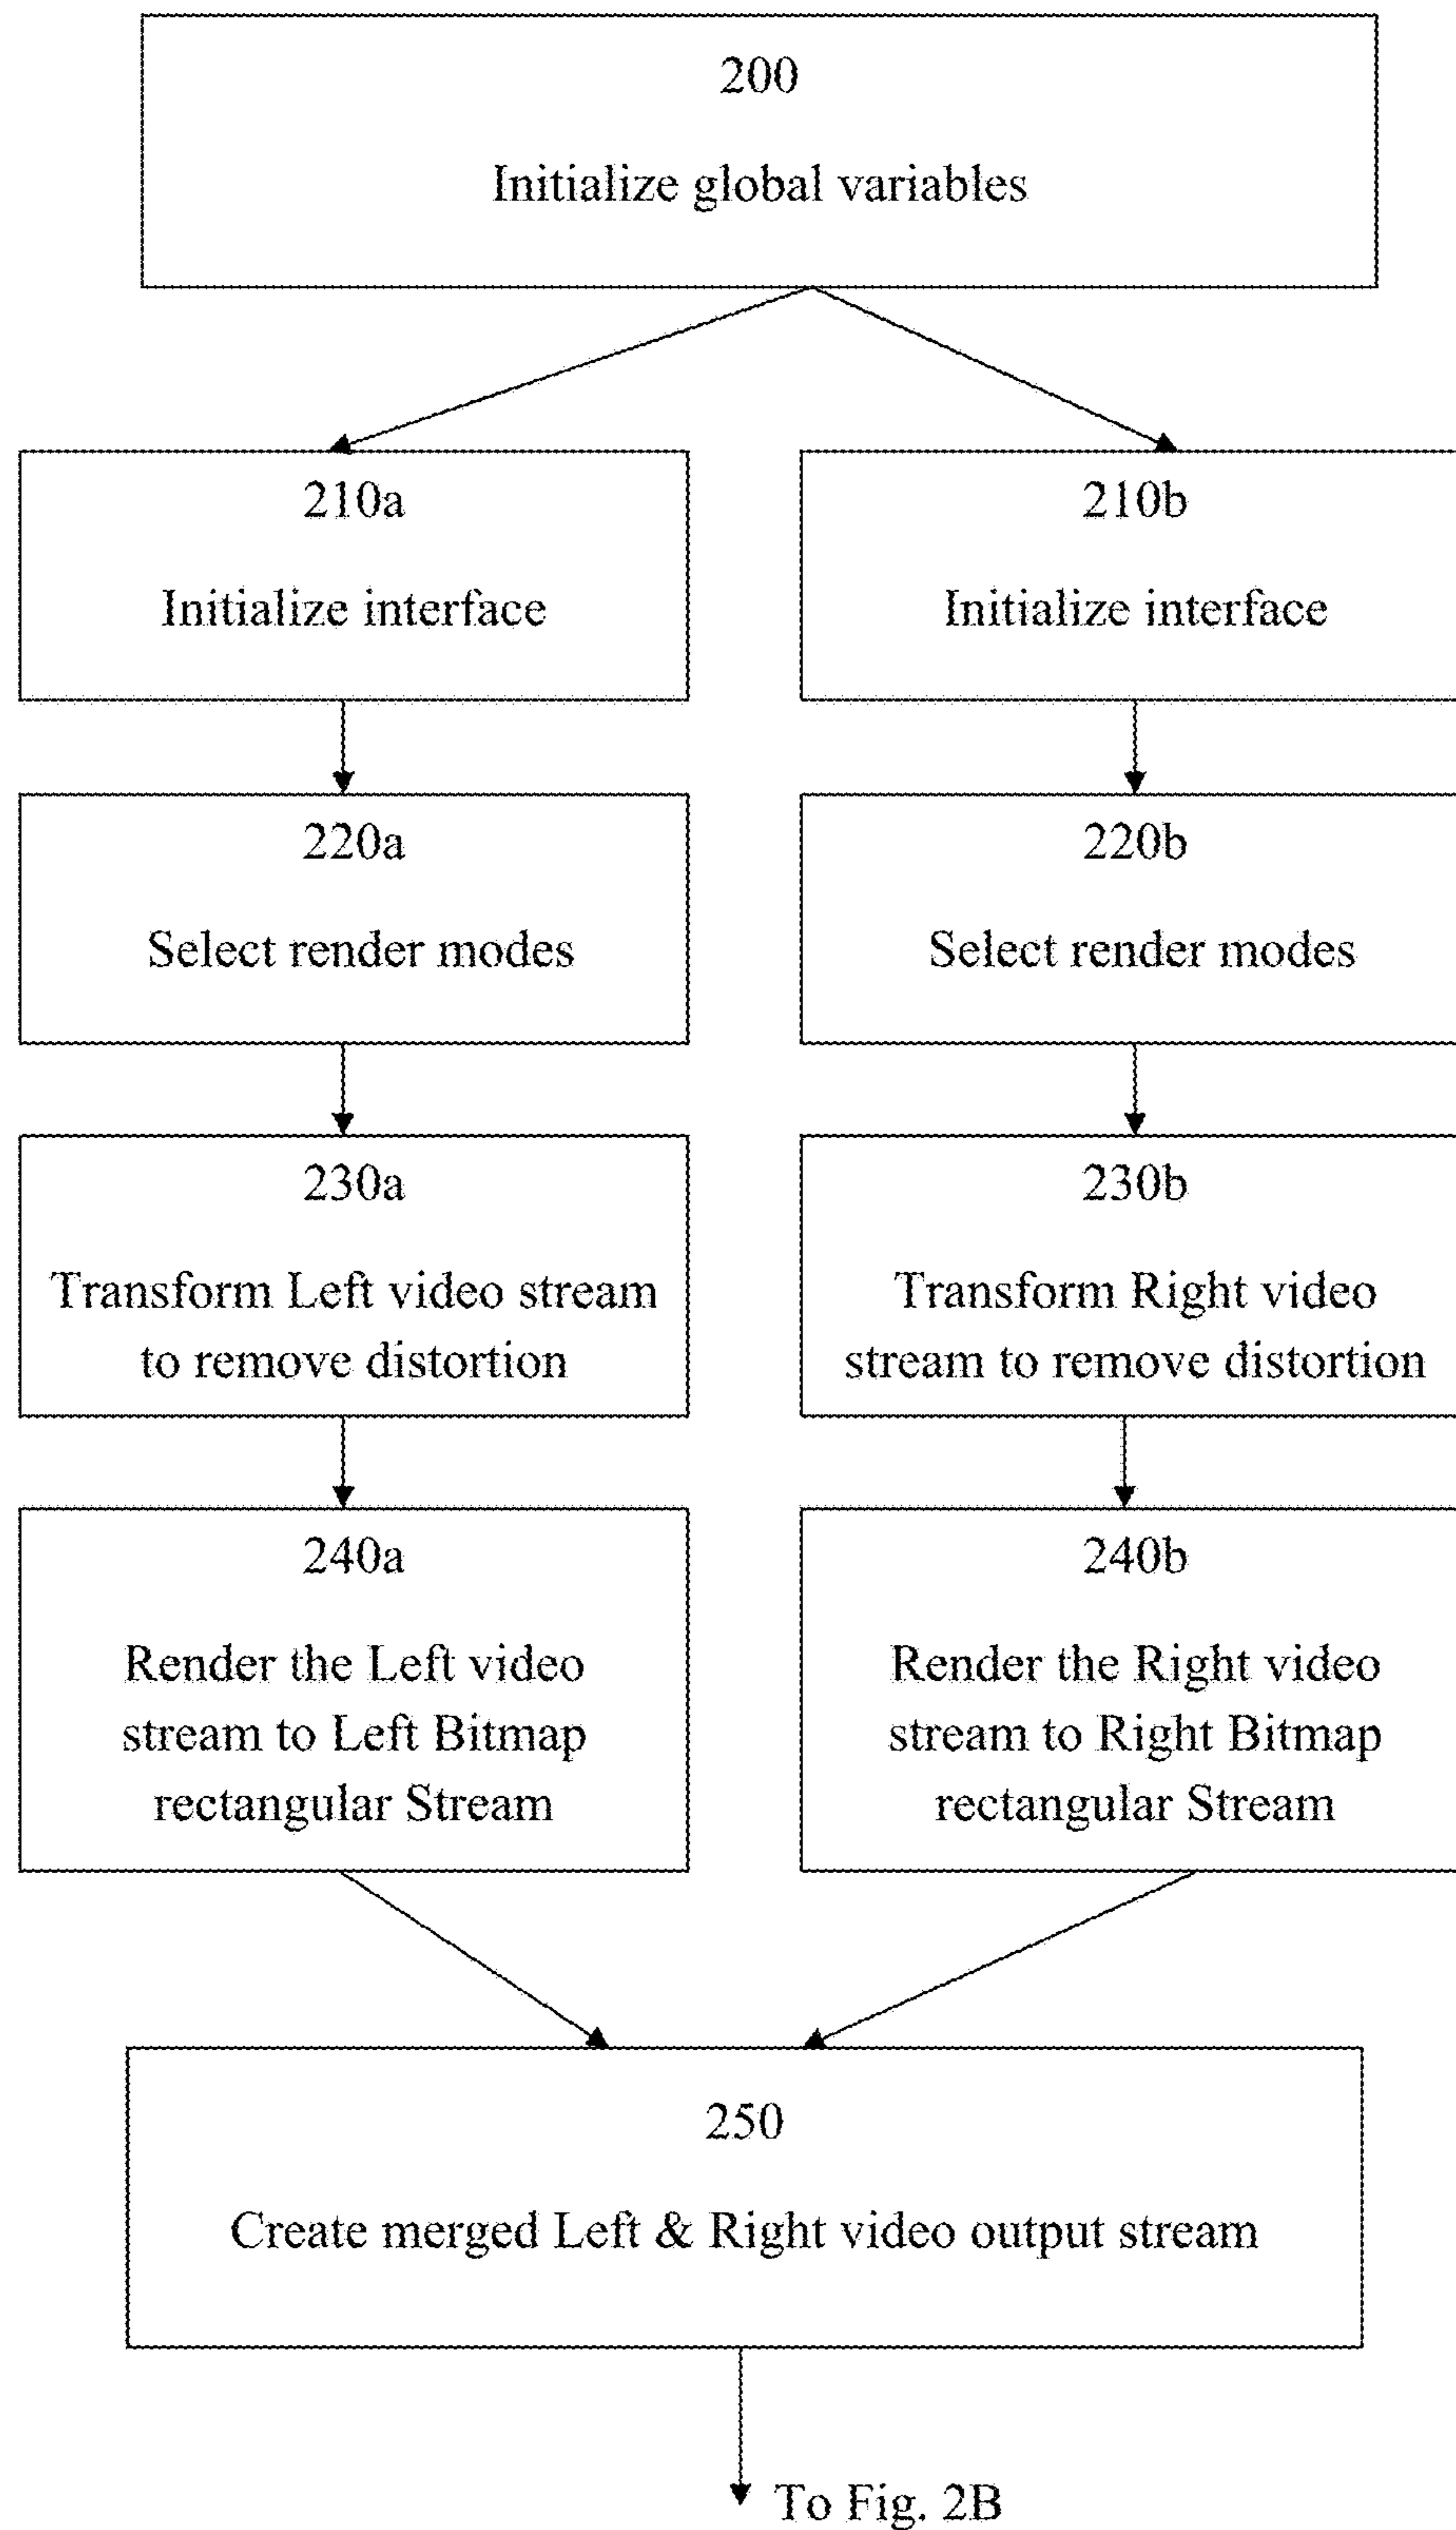 200
Initialize global variables
210a
Initialize interface
210b
Initialize interface
220a
Select render modes
220b
Select render modes
230a
Transform Left video stream
to remove distortion
230b
Transform Right video
stream to remove distortion
240a
Render the Left video
stream to Left Bitmap
rectangular Stream
240b
Render the Right video
stream to Right Bitmap
rectangular Stream
250
Create merged Left & Right video output stream
To Fig. 2B